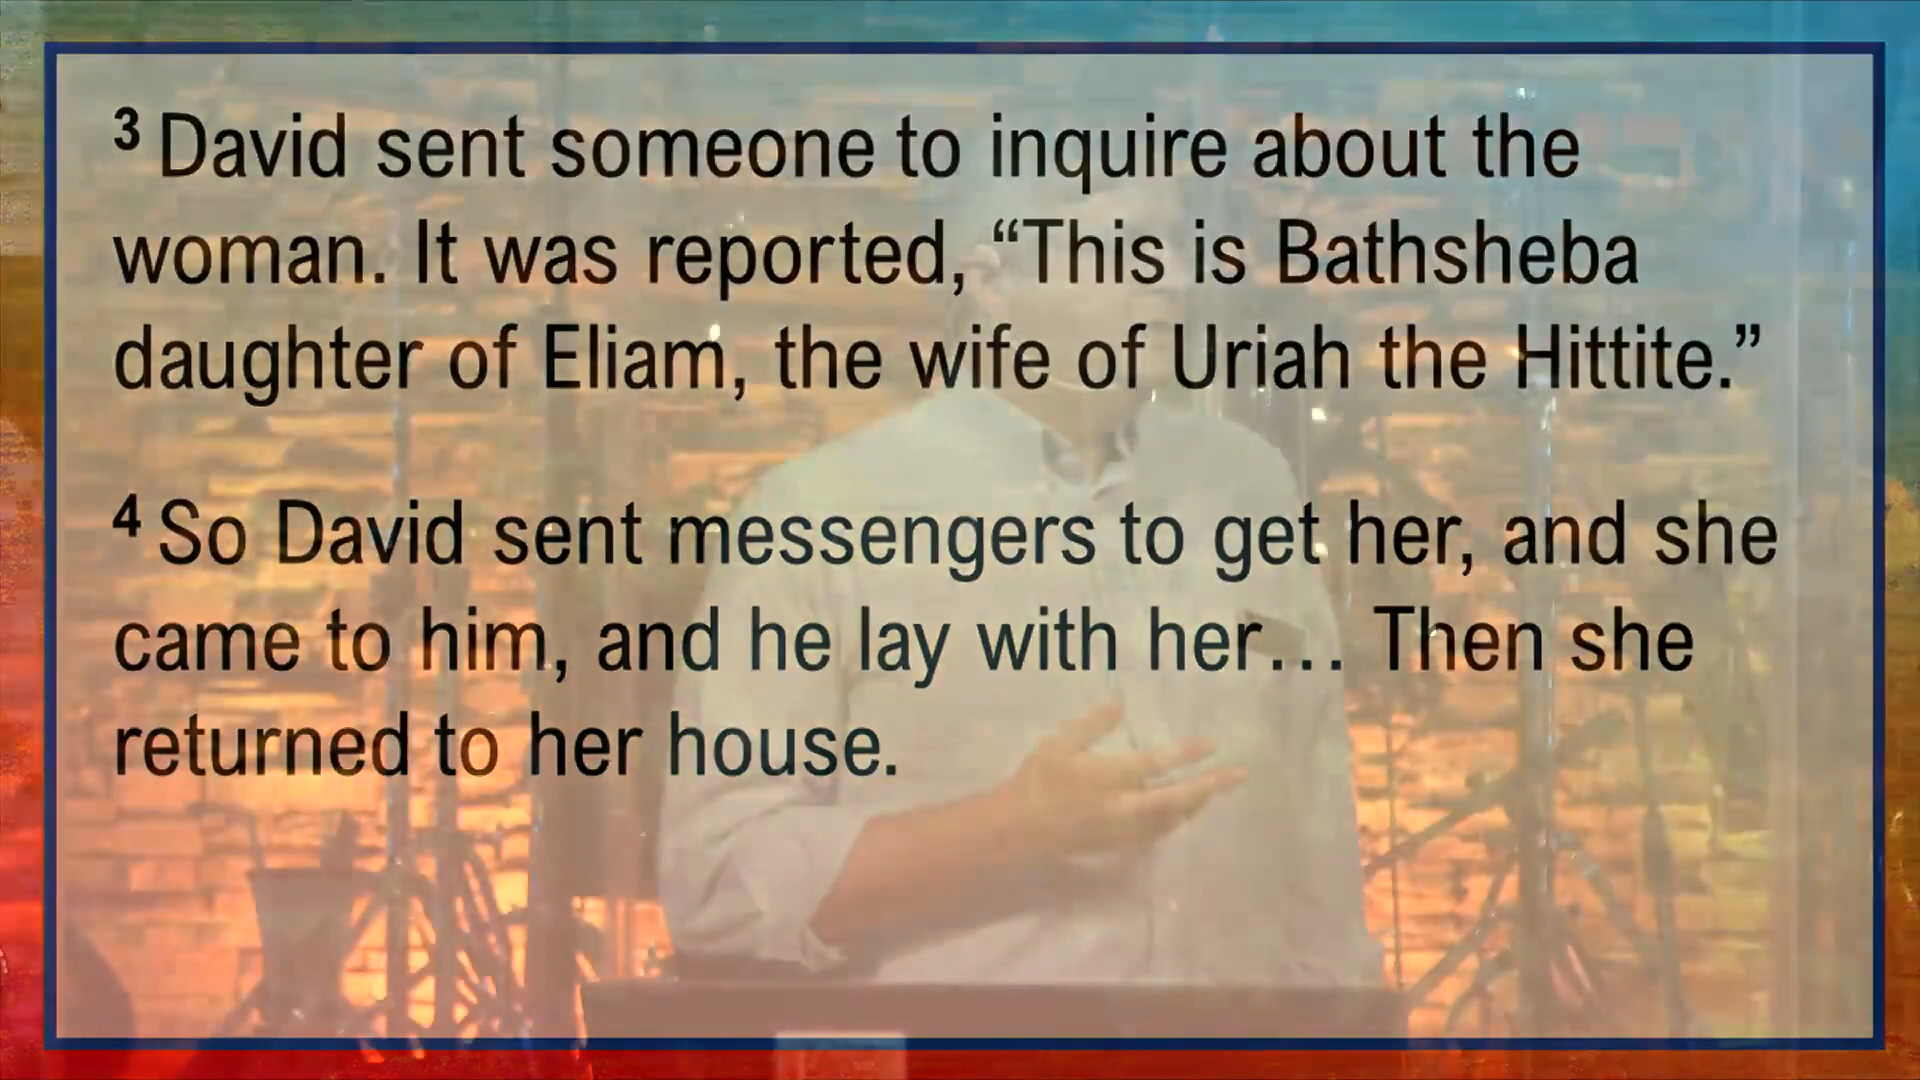 3 David sent someone to inquire about the
woman. It was reported, “This is Bathsheba
daughter of Eliam, the wife of Uriah the Hittite.”
4 So David sent messengers to get her, and she
came to him, and he lay with her… Then she
returned to her house.